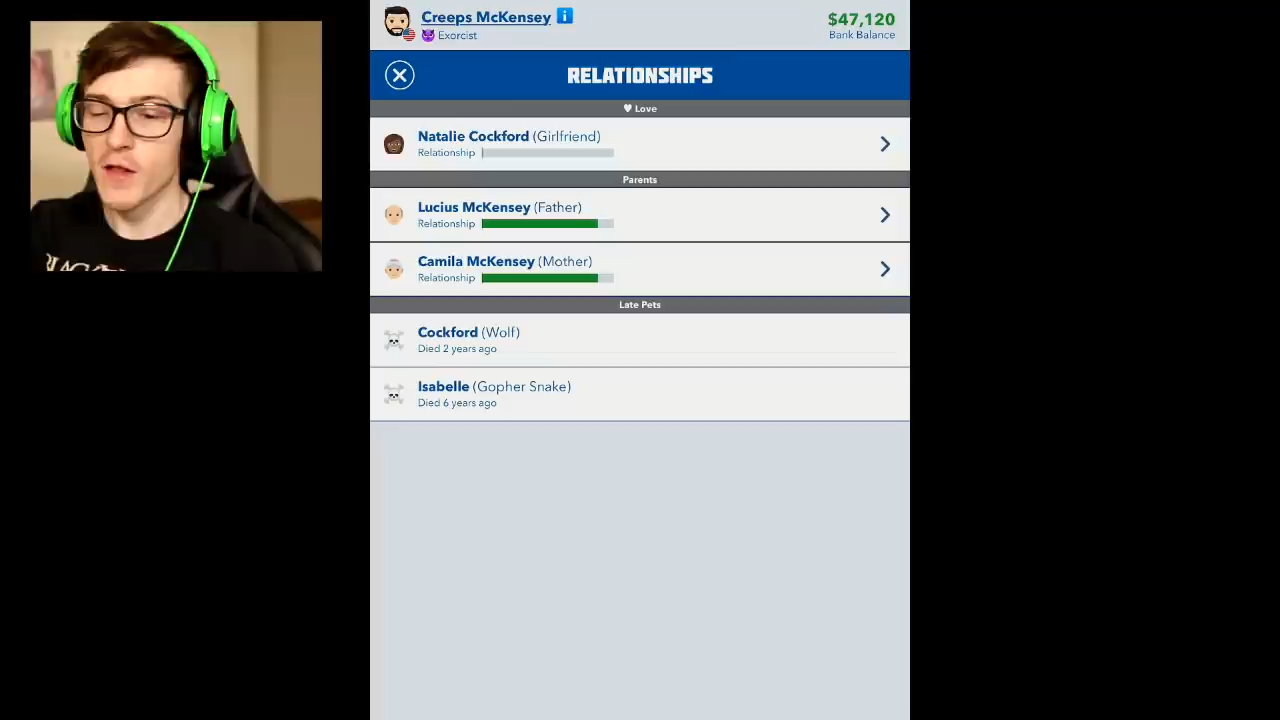 Creeps McKensey
Exorcist
$47,120
Bank Balance
RELATIONSHIPS
Love
Natalie Cockford (Girlfriend)
Relationship
Parents
Lucius McKensey (Father)
Relationship
Camila McKensey (Mother)
Relationship
Late Pets
Cockford (Wolf)
Died 2 years ago
Isabelle (Gopher Snake)
Died 6 years ago